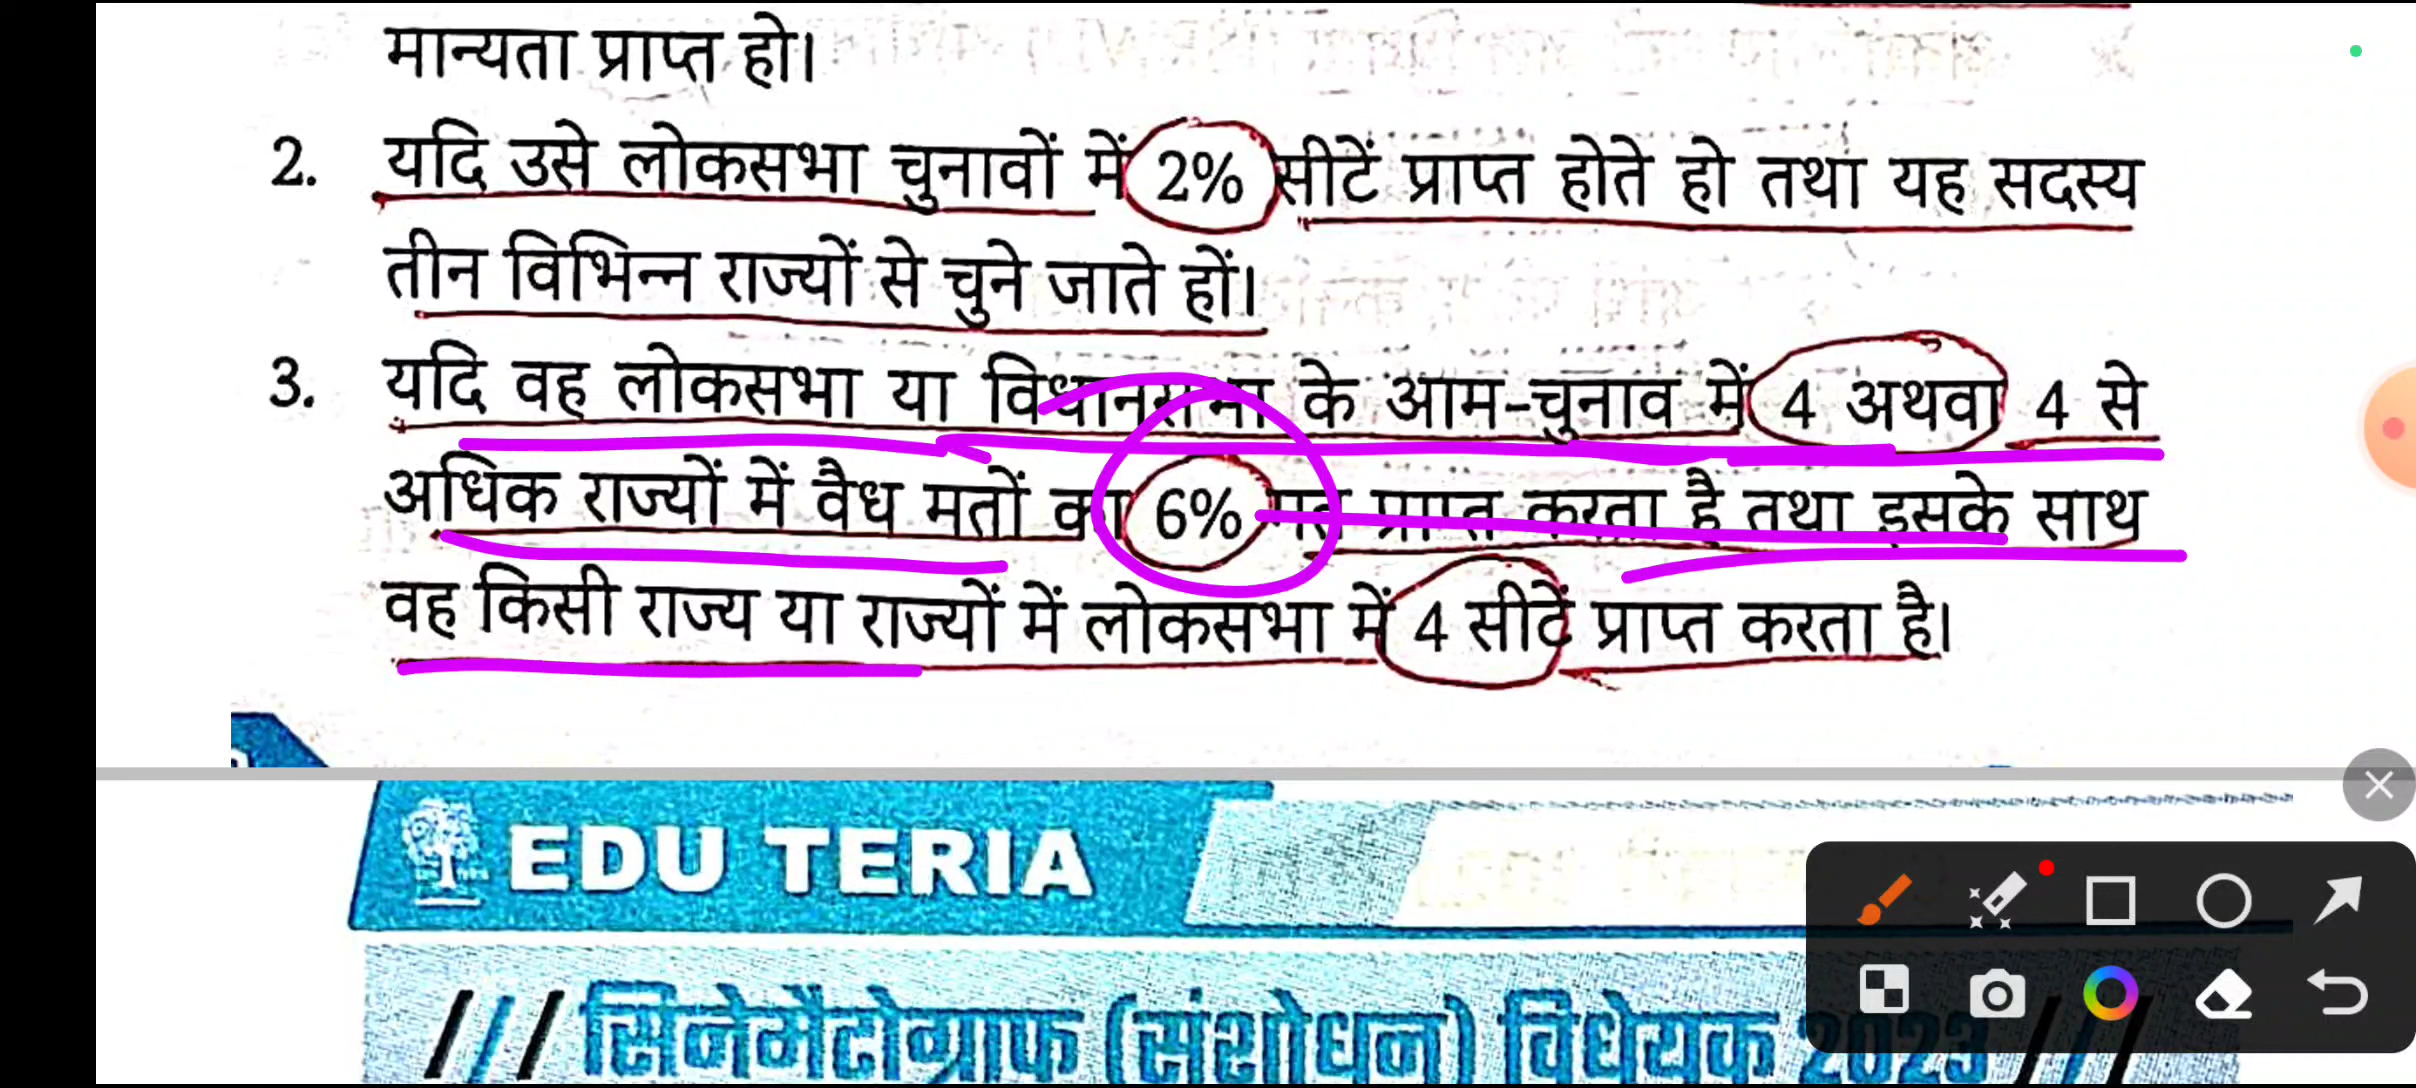 मान्यता प्राप्त हो।
2. यदि उसे लोकसभा चुनावों में 2% सीटें प्राप्त होते हो तथा यह सदस्य
तीन विभिन्न राज्यों से चुने जाते हों।
3. यदि वह लोकसभा या विधानसभा के आम-चुनाव में 4 अथवा 4 से
अधिक राज्यों में वैध मतों का 6% मत प्राप्त करता है तथा इसके साथ
वह किसी राज्य या राज्यों में लोकसभा में 4 सीटें प्राप्त करता है।
EDU TERIA
/// सिनेमैटोग्राफ (संशोधन) विधेयक 2023 ///